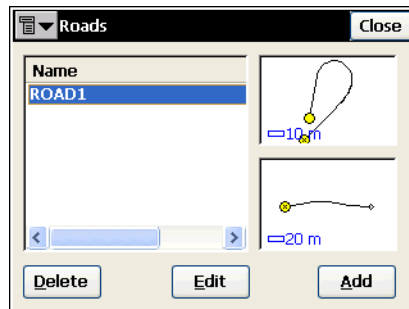 Roads Close
Name
ROAD1
10 m
20 m
Delete Edit Add